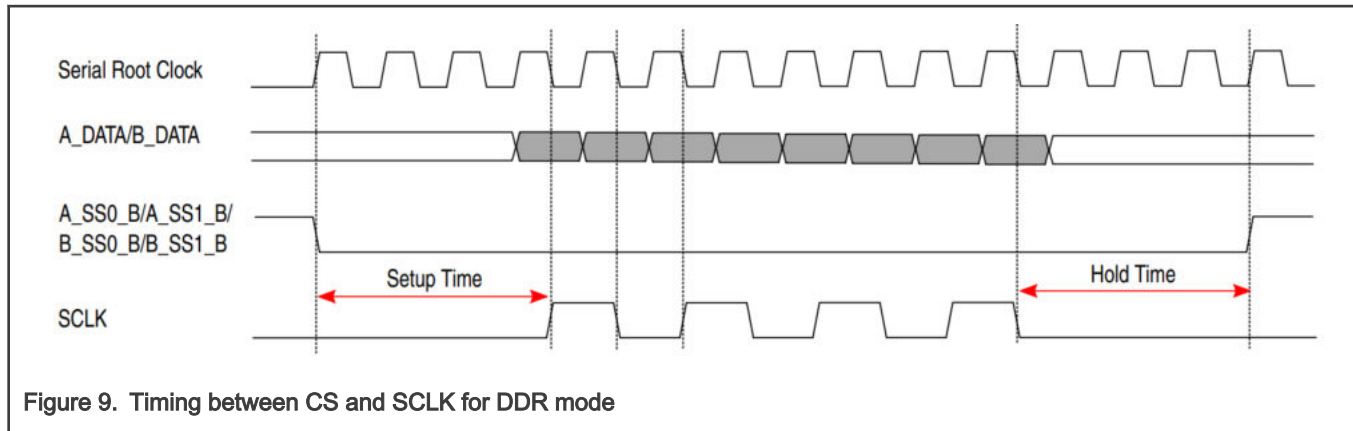 Serial Root Clock
A_DATA/B_DATA
A_SS0_B/A_SS1_B/
B_SS0_B/B_SS1_B
Setup Time
Hold Time
SCLK
Figure 9. Timing between CS and SCLK for DDR mode